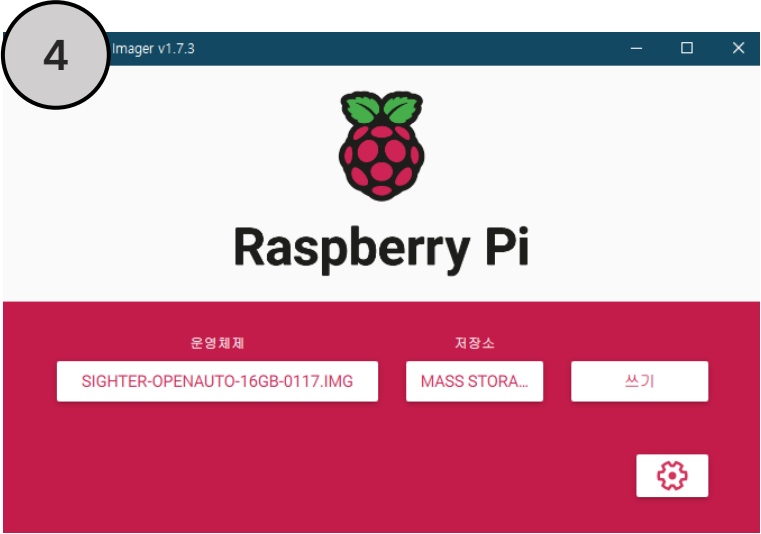 4
Imager v1.7.3
Raspberry Pi
운영체제
저장소
SIGHTER-OPENAUTO-16GB-0117.IMG
MASS STORA...
쓰기